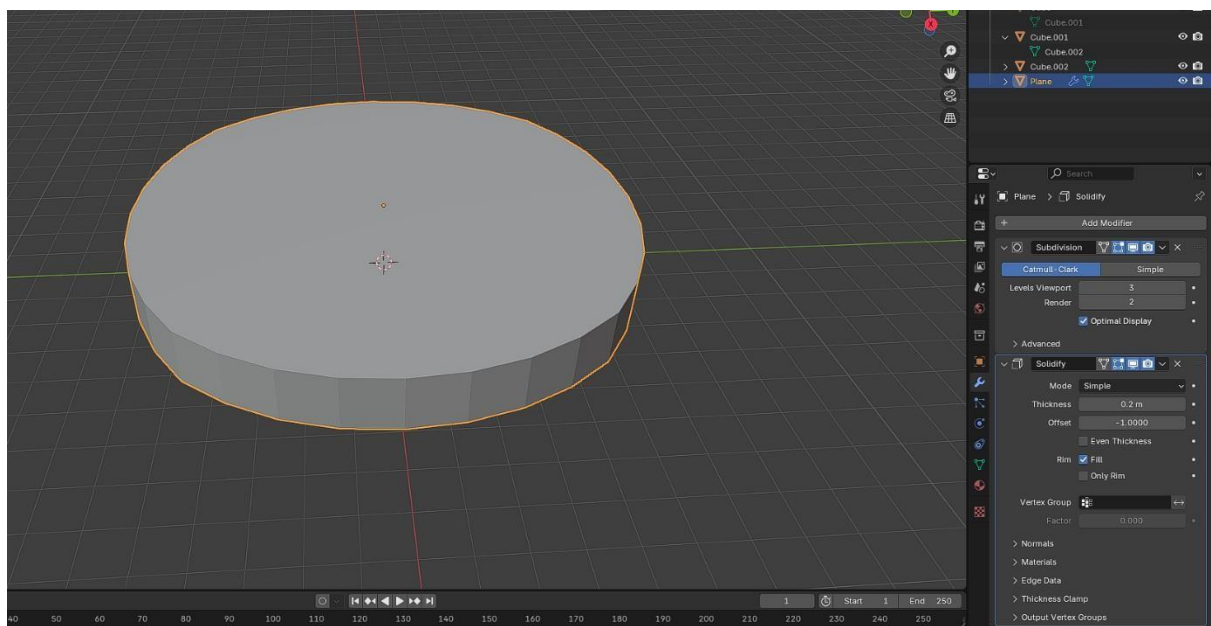 Cube.001
Cube.001
Cube.002
Cube.002
Plane
Search
Plane > Solidify
+ Add Modifier
Subdivision
Catmull-Clark Simple
Levels Viewport 3
Render 2
Optimal Display
> Advanced
Solidify
Mode Simple
Thickness 0.2 m
Offset -1.0000
Even Thickness
Rim Fill
Only Rim
Vertex Group
Factor 0.000
> Normals
> Materials
> Edge Data
> Thickness Clamp
> Output Vertex Groups
1 Start 1 End 250
40 50 60 70 80 90 100 110 120 130 140 150 160 170 180 190 200 210 220 230 240 250